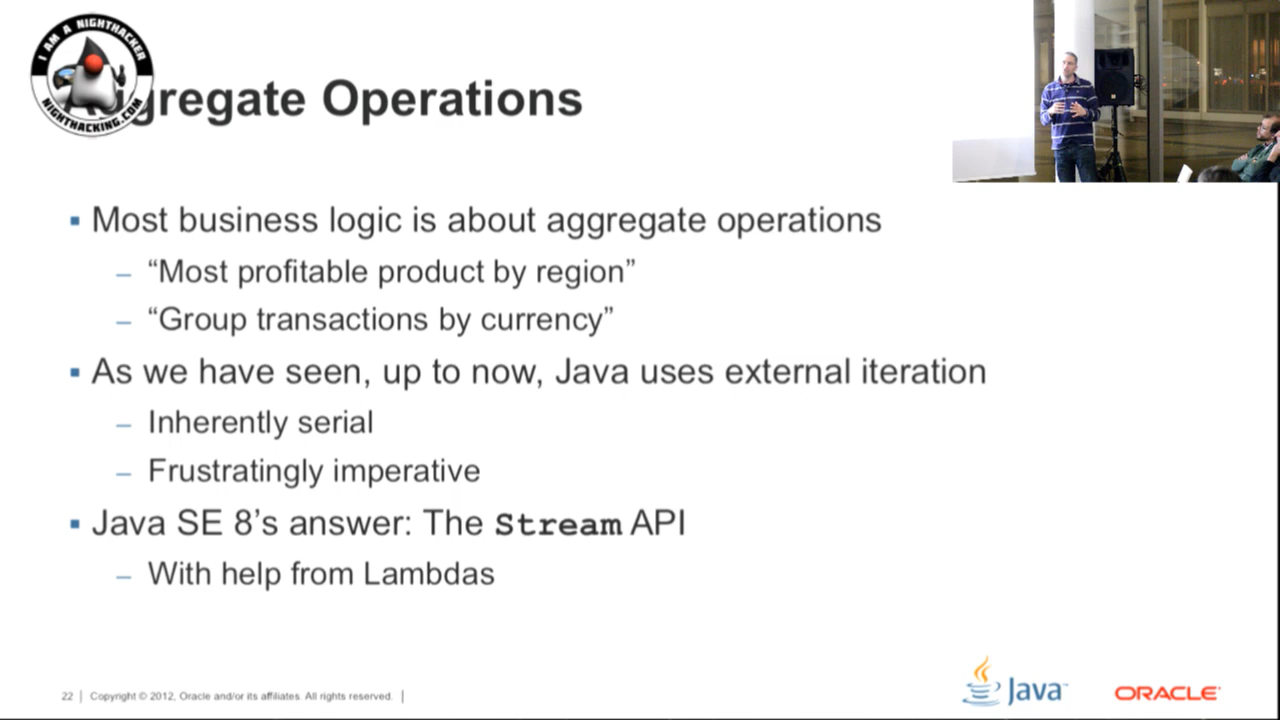 I AM A NIGHTHACKER
NIGHTHACKING.COM
gregate Operations
▪ Most business logic is about aggregate operations
– “Most profitable product by region”
– “Group transactions by currency”
▪ As we have seen, up to now, Java uses external iteration
– Inherently serial
– Frustratingly imperative
▪ Java SE 8’s answer: The Stream API
– With help from Lambdas
22 | Copyright © 2012, Oracle and/or its affiliates. All rights reserved. |
Java™
ORACLE®